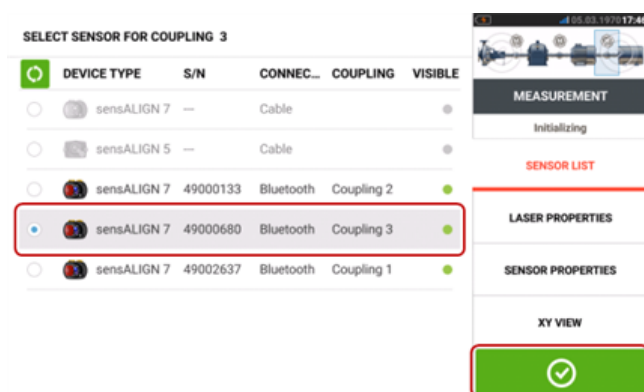 05.03.1970 17:46
SELECT SENSOR FOR COUPLING 3
DEVICE TYPE S/N CONNEC... COUPLING VISIBLE
sensALIGN 7 --- Cable
sensALIGN 5 --- Cable
sensALIGN 7 49000133 Bluetooth Coupling 2
sensALIGN 7 49000680 Bluetooth Coupling 3
sensALIGN 7 49002637 Bluetooth Coupling 1
MEASUREMENT
Initializing
SENSOR LIST
LASER PROPERTIES
SENSOR PROPERTIES
XY VIEW